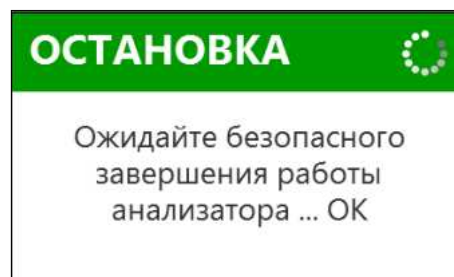 ОСТАНОВКА
Ожидайте безопасного
завершения работы
анализатора ... ОК